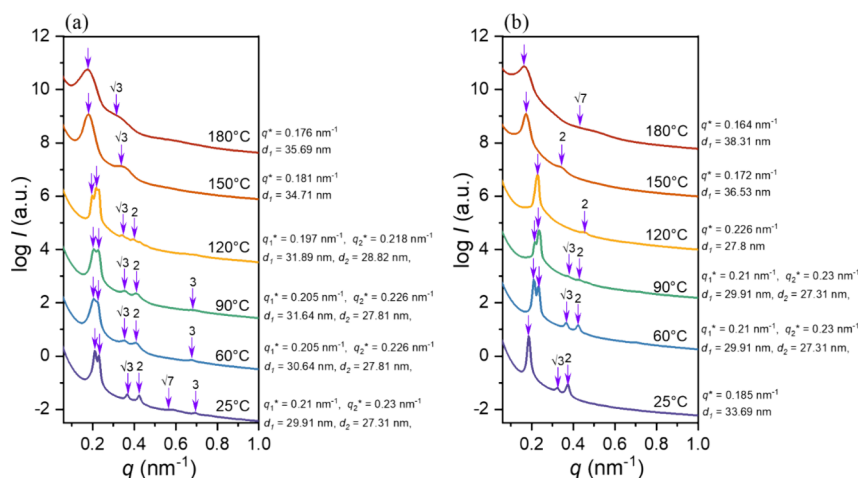 (a)
12
10
8
6
4
2
0
-2
log I (a.u.)
√3
180°C
q* = 0.176 nm⁻¹
d₁ = 35.69 nm
√3
150°C
q* = 0.181 nm⁻¹
d₁ = 34.71 nm
√3 2
120°C
q₁* = 0.197 nm⁻¹, q₂* = 0.218 nm⁻¹
d₁ = 31.89 nm, d₂ = 28.82 nm,
√3 2 3
90°C
q₁* = 0.205 nm⁻¹, q₂* = 0.226 nm⁻¹
d₁ = 31.64 nm, d₂ = 27.81 nm,
√3 2 3
60°C
q₁* = 0.205 nm⁻¹, q₂* = 0.226 nm⁻¹
d₁ = 30.64 nm, d₂ = 27.81 nm,
√3 2 √7 3
25°C
q₁* = 0.21 nm⁻¹, q₂* = 0.23 nm⁻¹
d₁ = 29.91 nm, d₂ = 27.31 nm,
0.2 0.4 0.6 0.8 1.0
q (nm⁻¹)
(b)
12
10
8
6
4
2
0
-2
log I (a.u.)
√7
180°C
q* = 0.164 nm⁻¹
d₁ = 38.31 nm
2
150°C
q* = 0.172 nm⁻¹
d₁ = 36.53 nm
2
120°C
q* = 0.226 nm⁻¹
d₁ = 27.8 nm
√3 2
90°C
q₁* = 0.21 nm⁻¹, q₂* = 0.23 nm⁻¹
d₁ = 29.91 nm, d₂ = 27.31 nm,
√3 2
60°C
q₁* = 0.21 nm⁻¹, q₂* = 0.23 nm⁻¹
d₁ = 29.91 nm, d₂ = 27.31 nm,
√3 2
25°C
q* = 0.185 nm⁻¹
d₁ = 33.69 nm
0.2 0.4 0.6 0.8 1.0
q (nm⁻¹)